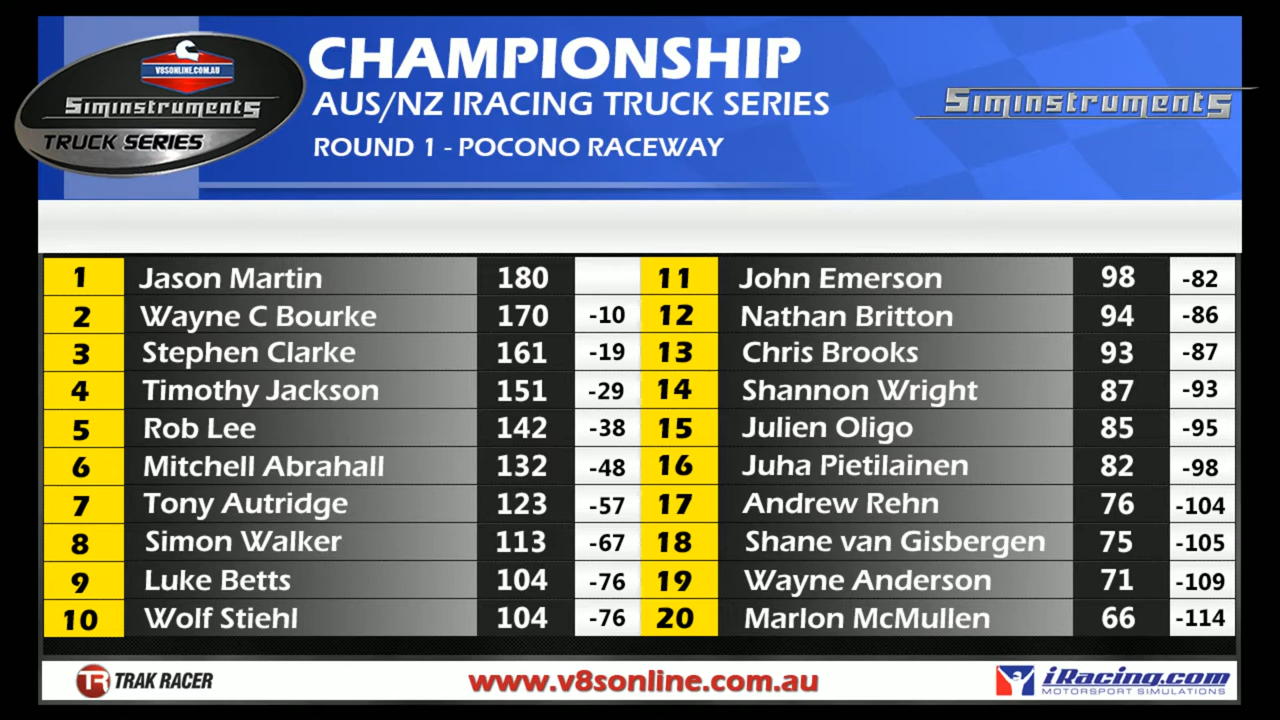 V8SONLINE.COM.AU
SIMINSTRUMENTS
TRUCK SERIES
CHAMPIONSHIP
AUS/NZ IRACING TRUCK SERIES
ROUND 1 - POCONO RACEWAY
SIMINSTRUMENTS
1 Jason Martin 180
2 Wayne C Bourke 170 -10
3 Stephen Clarke 161 -19
4 Timothy Jackson 151 -29
5 Rob Lee 142 -38
6 Mitchell Abrahall 132 -48
7 Tony Autridge 123 -57
8 Simon Walker 113 -67
9 Luke Betts 104 -76
10 Wolf Stiehl 104 -76
11 John Emerson 98 -82
12 Nathan Britton 94 -86
13 Chris Brooks 93 -87
14 Shannon Wright 87 -93
15 Julien Oligo 85 -95
16 Juha Pietilainen 82 -98
17 Andrew Rehn 76 -104
18 Shane van Gisbergen 75 -105
19 Wayne Anderson 71 -109
20 Marlon McMullen 66 -114
TR TRAK RACER
www.v8sonline.com.au
iRacing.com
MOTORSPORT SIMULATIONS